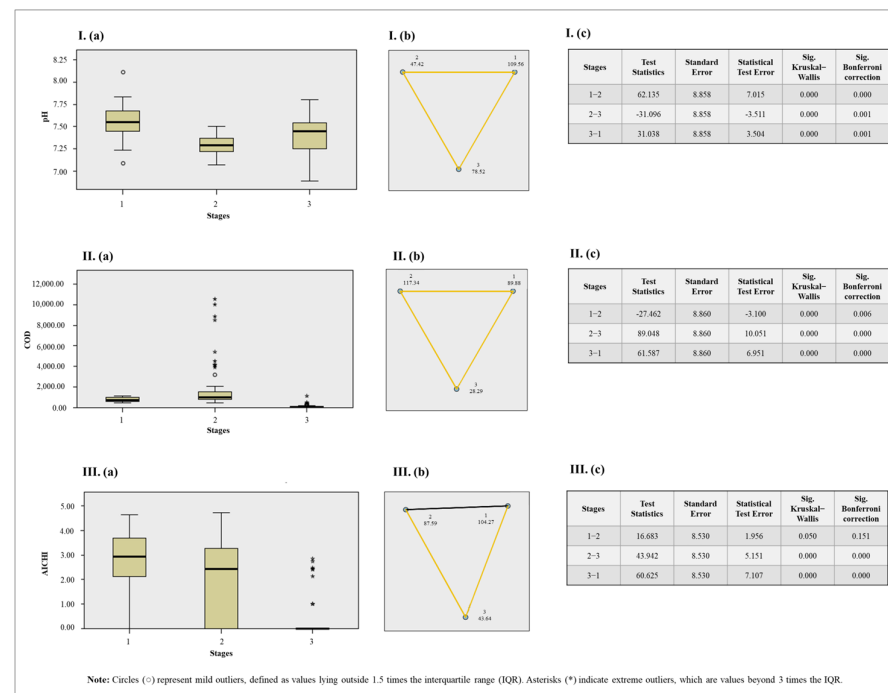 I. (a)
8.25
8.00
7.75
7.50
7.25
7.00
pH
1 2 3
Stages
I. (b)
2
47.42
1
109.56
3
78.52
I. (c)
Stages Test Statistics Standard Error Statistical Test Error Sig. Kruskal– Wallis Sig. Bonferroni correction
1–2 62.135 8.858 7.015 0.000 0.000
2–3 -31.096 8.858 -3.511 0.000 0.001
3–1 31.038 8.858 3.504 0.000 0.001
II. (a)
12,000.00
10,000.00
8,000.00
6,000.00
4,000.00
2,000.00
0.00
COD
1 2 3
Stages
II. (b)
2
117.34
1
89.88
3
28.29
II. (c)
Stages Test Statistics Standard Error Statistical Test Error Sig. Kruskal– Wallis Sig. Bonferroni correction
1–2 -27.462 8.860 -3.100 0.000 0.006
2–3 89.048 8.860 10.051 0.000 0.000
3–1 61.587 8.860 6.951 0.000 0.000
III. (a)
5.00
4.00
3.00
2.00
1.00
0.00
AICHI
1 2 3
Stages
III. (b)
2
87.59
1
104.27
3
43.64
III. (c)
Stages Test Statistics Standard Error Statistical Test Error Sig. Kruskal– Wallis Sig. Bonferroni correction
1–2 16.683 8.530 1.956 0.050 0.151
2–3 43.942 8.530 5.151 0.000 0.000
3–1 60.625 8.530 7.107 0.000 0.000
Note: Circles (○) represent mild outliers, defined as values lying outside 1.5 times the interquartile range (IQR). Asterisks (*) indicate extreme outliers, which are values beyond 3 times the IQR.